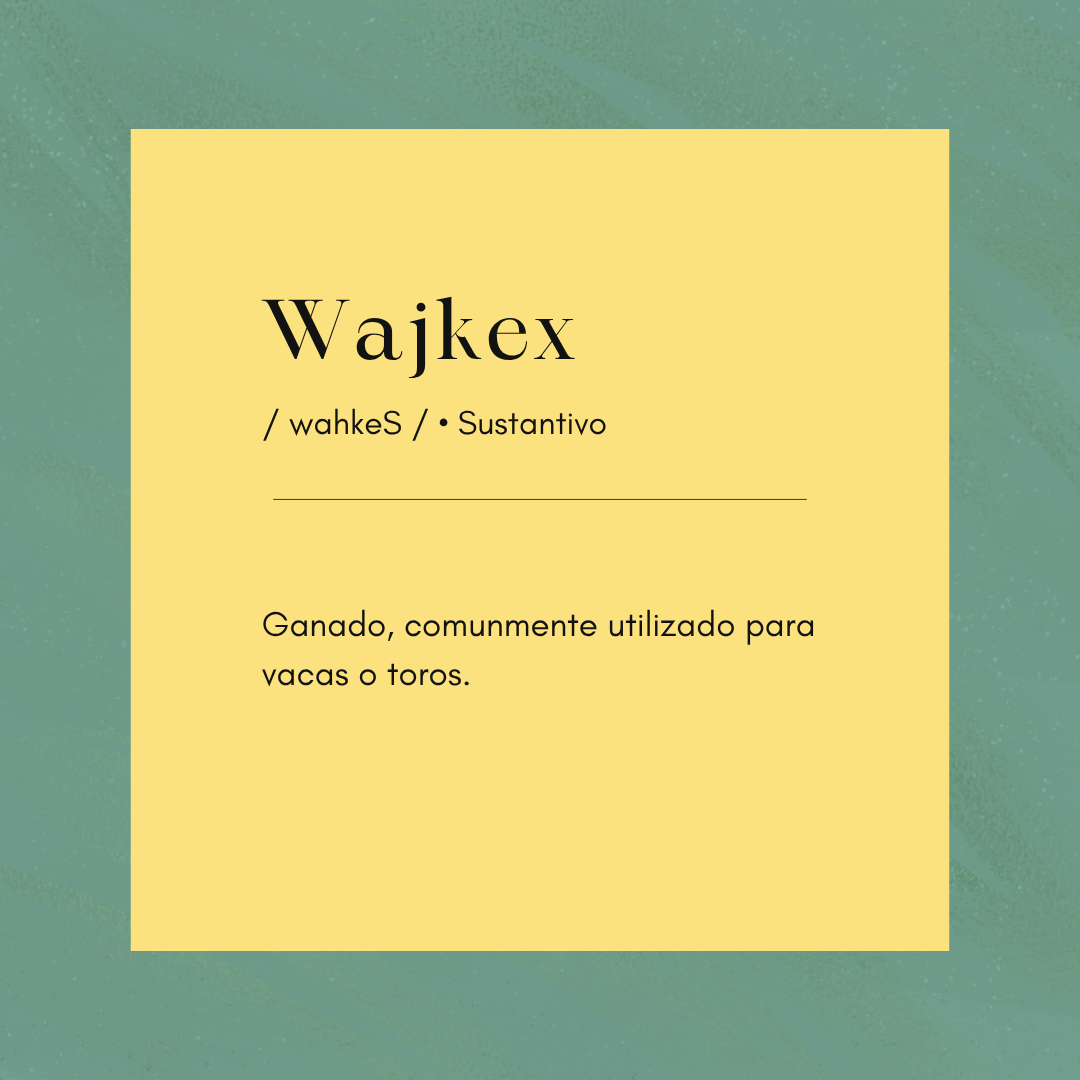 Wajkex
/ wahkeS / • Sustantivo
Ganado, comunmente utilizado para
vacas o toros.